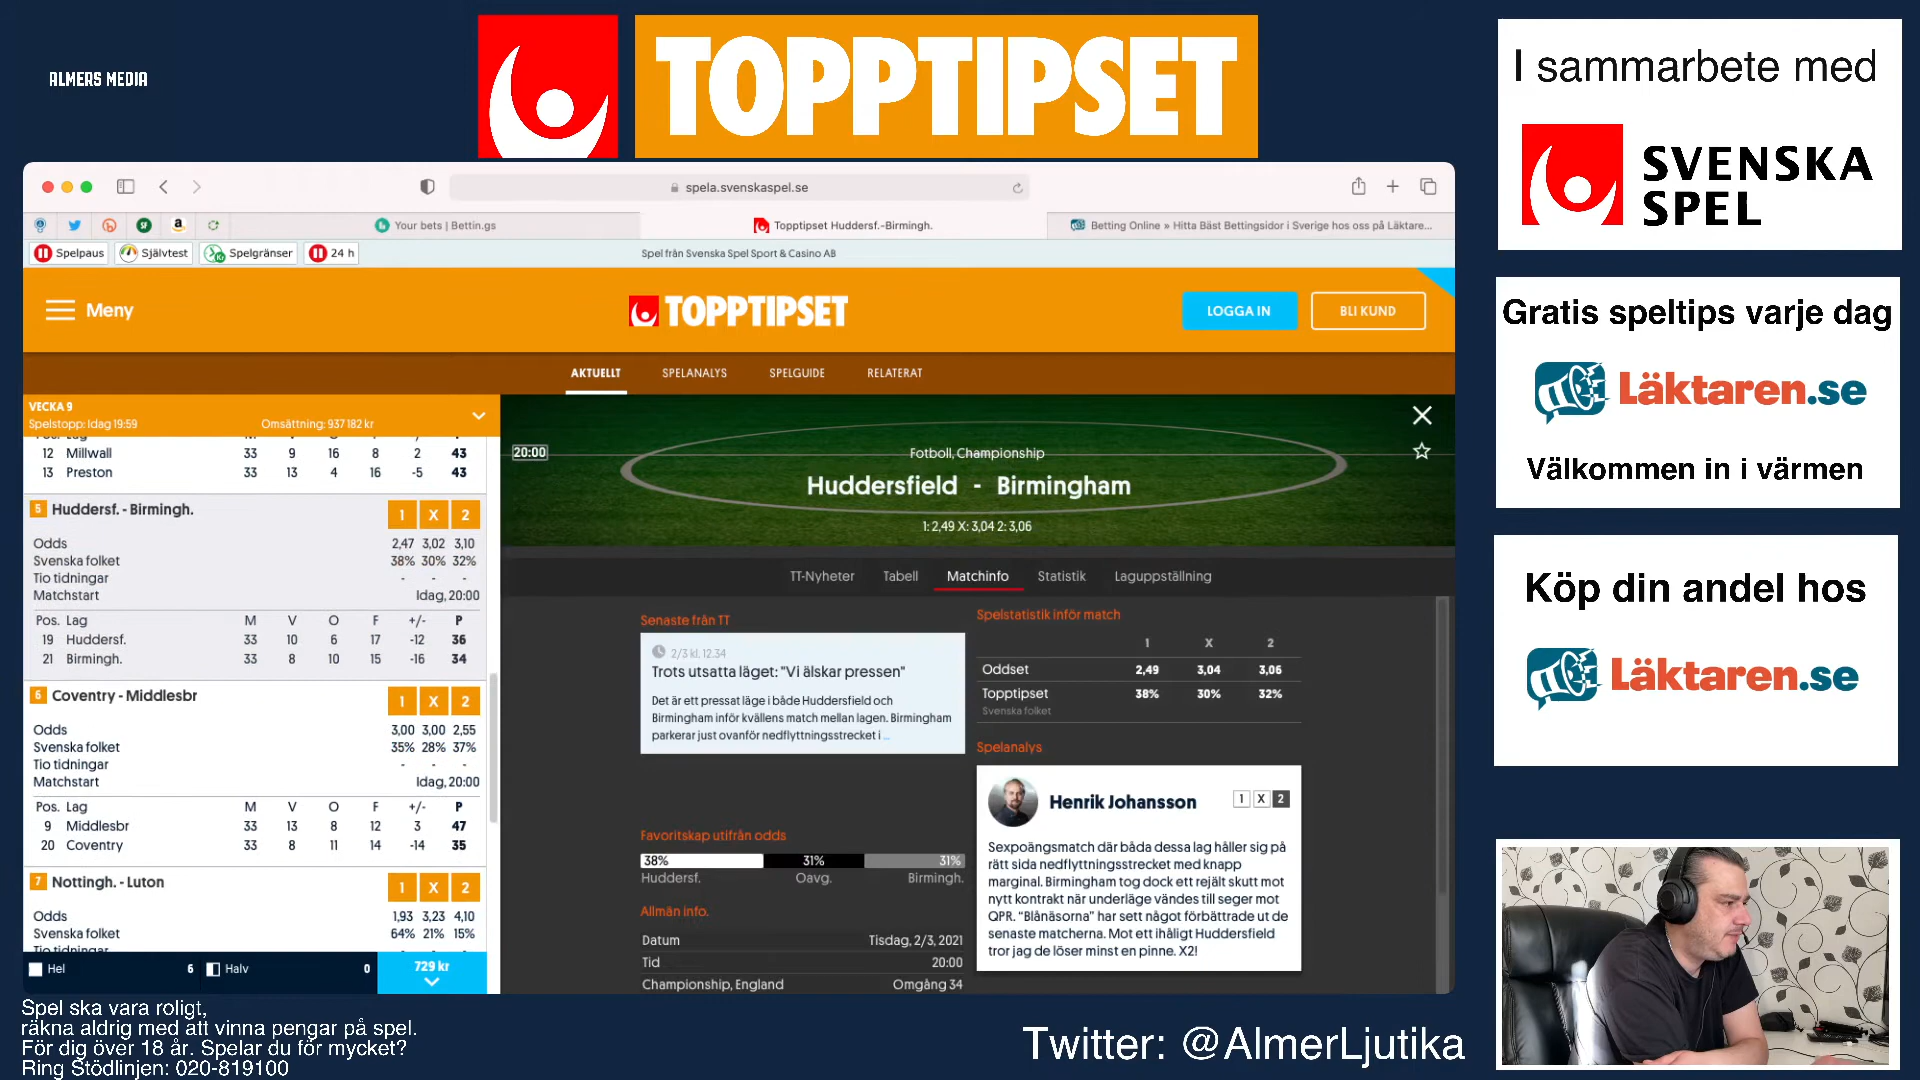 ALMERS MEDIA
TOPPTIPSET
I sammarbete med
SVENSKA
SPEL
spela.svenskaspel.se
Your bets | Bettin.gs
Topptipset Huddersf.-Birmingh.
Betting Online » Hitta Bäst Bettingsidor i Sverige hos oss på Läktare...
Spelpaus
Självtest
Spelgränser
24 h
Spel från Svenska Spel Sport & Casino AB
Meny
TOPPTIPSET
LOGGA IN
BLI KUND
AKTUELLT SPELANALYS SPELGUIDE RELATERAT
Gratis speltips varje dag
Läktaren.se
Välkommen in i värmen
Köp din andel hos
Läktaren.se
VECKA 9
Spelstopp: Idag 19:59 Omsättning: 937 182 kr
Pos. Lag M V O F +/- P
12 Millwall 33 9 16 8 2 43
13 Preston 33 13 4 16 -5 43
5 Huddersf. - Birmingh. 1 X 2
Odds 2,47 3,02 3,10
Svenska folket 38% 30% 32%
Tio tidningar - - -
Matchstart Idag, 20:00
Pos. Lag M V O F +/- P
19 Huddersf. 33 10 6 17 -12 36
21 Birmingh. 33 8 10 15 -16 34
6 Coventry - Middlesbr 1 X 2
Odds 3,00 3,00 2,55
Svenska folket 35% 28% 37%
Tio tidningar - - -
Matchstart Idag, 20:00
Pos. Lag M V O F +/- P
9 Middlesbr 33 13 8 12 3 47
20 Coventry 33 8 11 14 -14 35
7 Nottingh. - Luton 1 X 2
Odds 1,93 3,23 4,10
Svenska folket 64% 21% 15%
Tio tidningar
Hel 6 Halv 0 729 kr
20:00
Fotboll, Championship
Huddersfield - Birmingham
1: 2,49 X: 3,04 2: 3,06
TT-Nyheter Tabell Matchinfo Statistik Laguppställning
Senaste från TT
2/3 kl. 12.34
Trots utsatta läget: "Vi älskar pressen"
Det är ett pressat läge i både Huddersfield och
Birmingham inför kvällens match mellan lagen. Birmingham
parkerar just ovanför nedflyttningsstrecket i ...
Favoritskap utifrån odds
38% 31% 31%
Huddersf. Oavg. Birmingh.
Allmän info.
Datum Tisdag, 2/3, 2021
Tid 20:00
Championship, England Omgång 34
Spelstatistik inför match
1 X 2
Oddset 2,49 3,04 3,06
Topptipset 38% 30% 32%
Svenska folket
Spelanalys
Henrik Johansson 1 X 2
Sexpoängsmatch där båda dessa lag håller sig på
rätt sida nedflyttningsstrecket med knapp
marginal. Birmingham tog dock ett rejält skutt mot
nytt kontrakt när underläge vändes till seger mot
QPR. "Blånäsorna" har sett något förbättrade ut de
senaste matcherna. Mot ett ihåligt Huddersfield
tror jag de löser minst en pinne. X2!
Spel ska vara roligt,
räkna aldrig med att vinna pengar på spel.
För dig över 18 år. Spelar du för mycket?
Ring Stödlinjen: 020-819100
Twitter: @AlmerLjutika